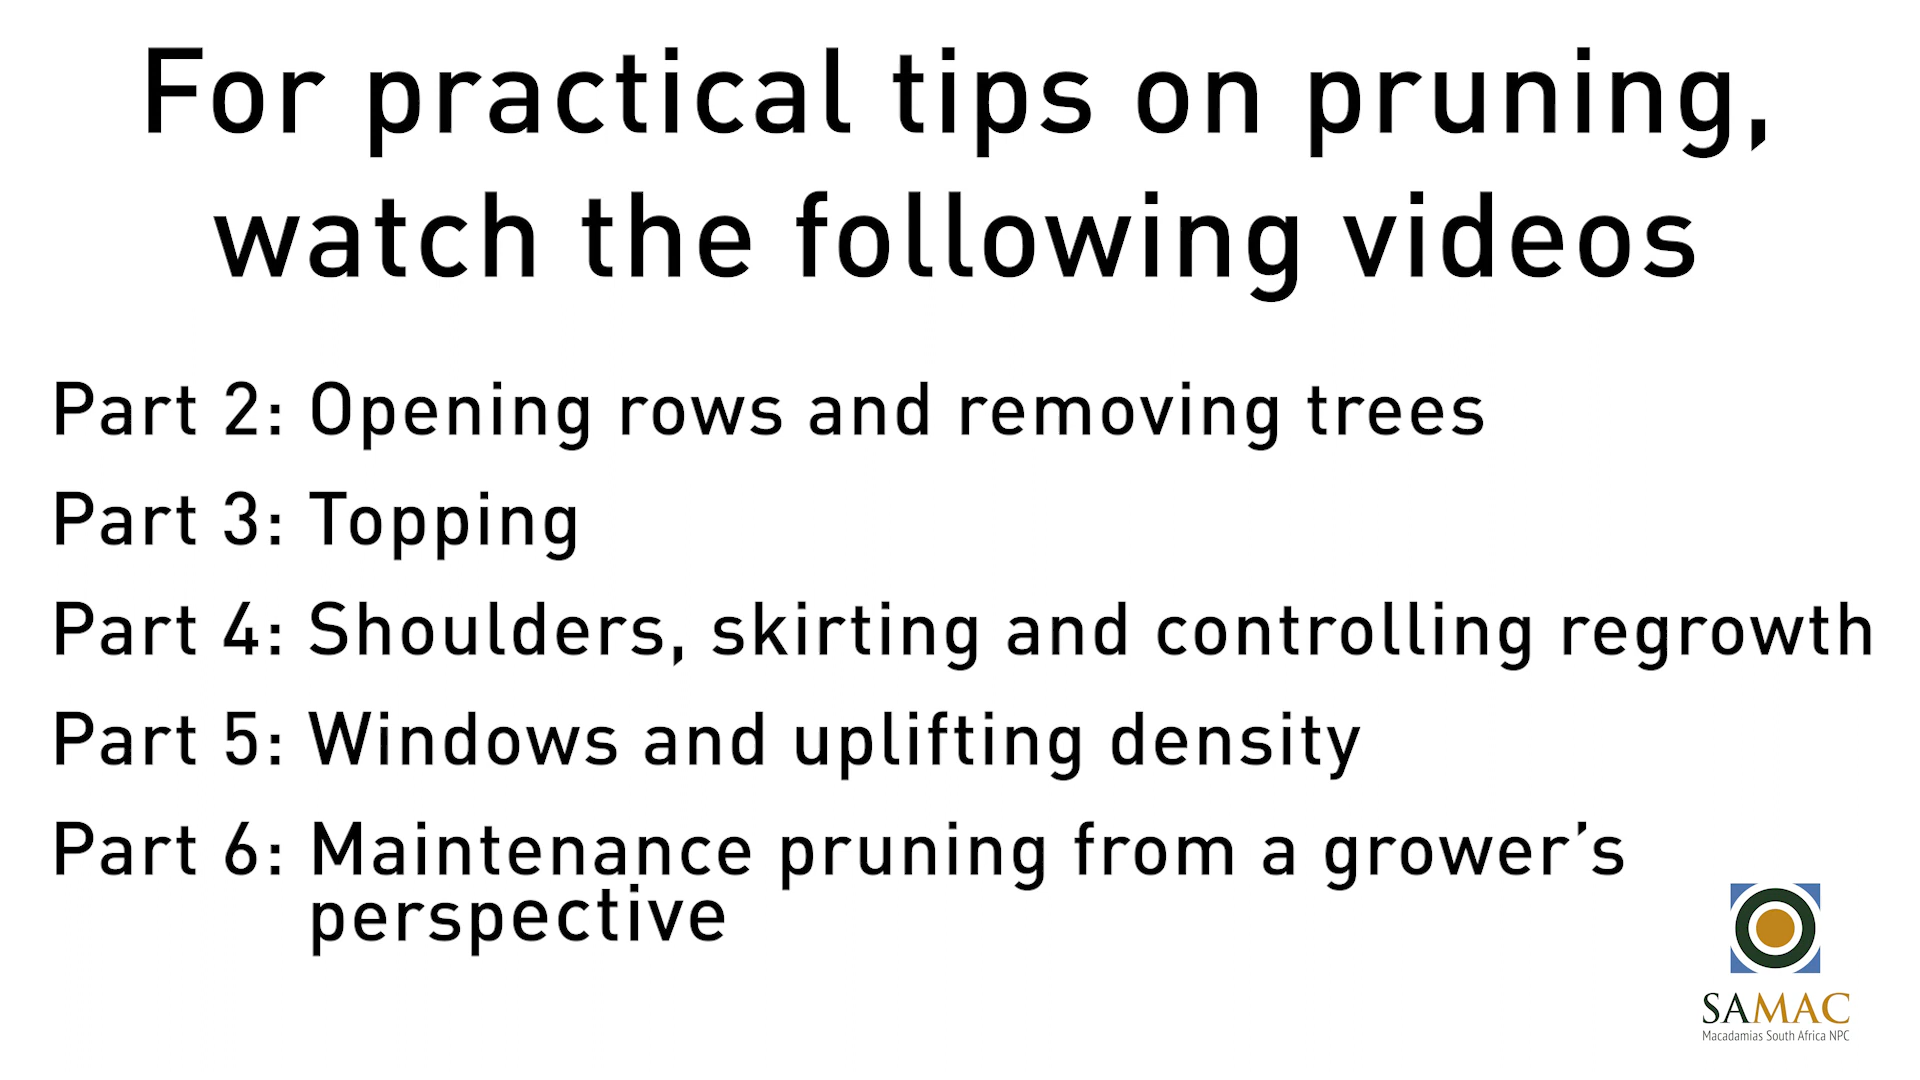 For practical tips on pruning,
watch the following videos
Part 2: Opening rows and removing trees
Part 3: Topping
Part 4: Shoulders, skirting and controlling regrowth
Part 5: Windows and uplifting density
Part 6: Maintenance pruning from a grower’s
perspective
SAMAC
Macadamias South Africa NPC